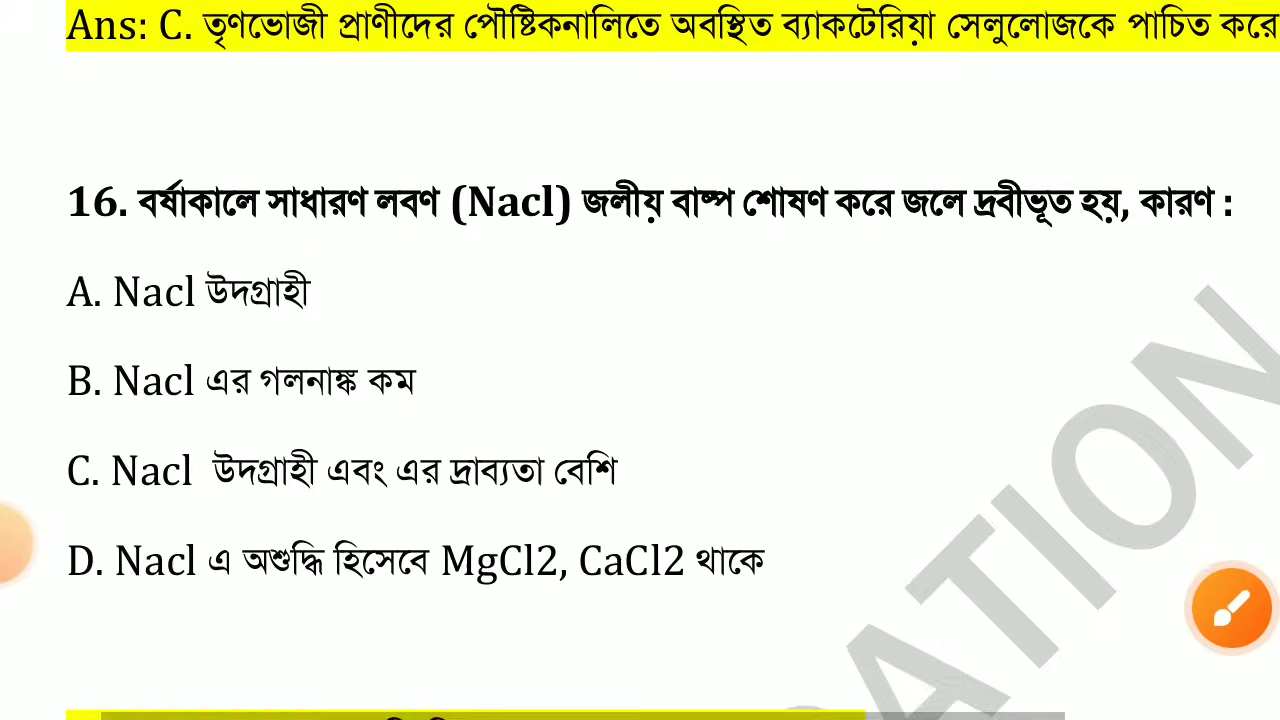 Ans: C. তৃণভোজী প্রাণীদের পৌষ্টিকনালিতে অবস্থিত ব্যাকটেরিয়া সেলুলোজকে পাচিত করে
16. বর্ষাকালে সাধারণ লবণ (Nacl) জলীয় বাষ্প শোষণ করে জলে দ্রবীভূত হয়, কারণ :
A. Nacl উদগ্রাহী
B. Nacl এর গলনাঙ্ক কম
C. Nacl উদগ্রাহী এবং এর দ্রাব্যতা বেশি
D. Nacl এ অশুদ্ধি হিসেবে MgCl2, CaCl2 থাকে
ATION